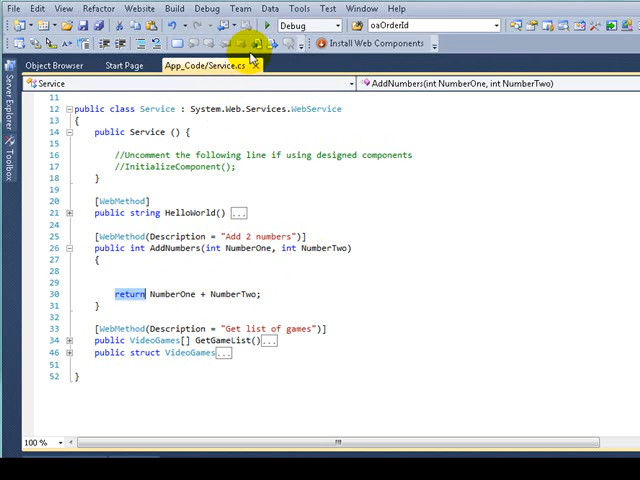 File Edit View Refactor Website Build Debug Team Data Tools
Debug oaOrderId
Install Web Components
Object Browser Start Page App_Code/Service.cs
Service AddNumbers(int NumberOne, int NumberTwo)
Server Explorer
Toolbox
11
12 public class Service : System.Web.Services.WebService
13 {
14 public Service () {
15
16 //Uncomment the following line if using designed components
17 //InitializeComponent();
18 }
19
20 [WebMethod]
21 public string HelloWorld() ...
24
25 [WebMethod(Description = "Add 2 numbers")]
26 public int AddNumbers(int NumberOne, int NumberTwo)
27 {
28
29
30 return NumberOne + NumberTwo;
31 }
32
33 [WebMethod(Description = "Get list of games")]
34 public VideoGames[] GetGameList()...
46 public struct VideoGames...
51
52 }
100 %